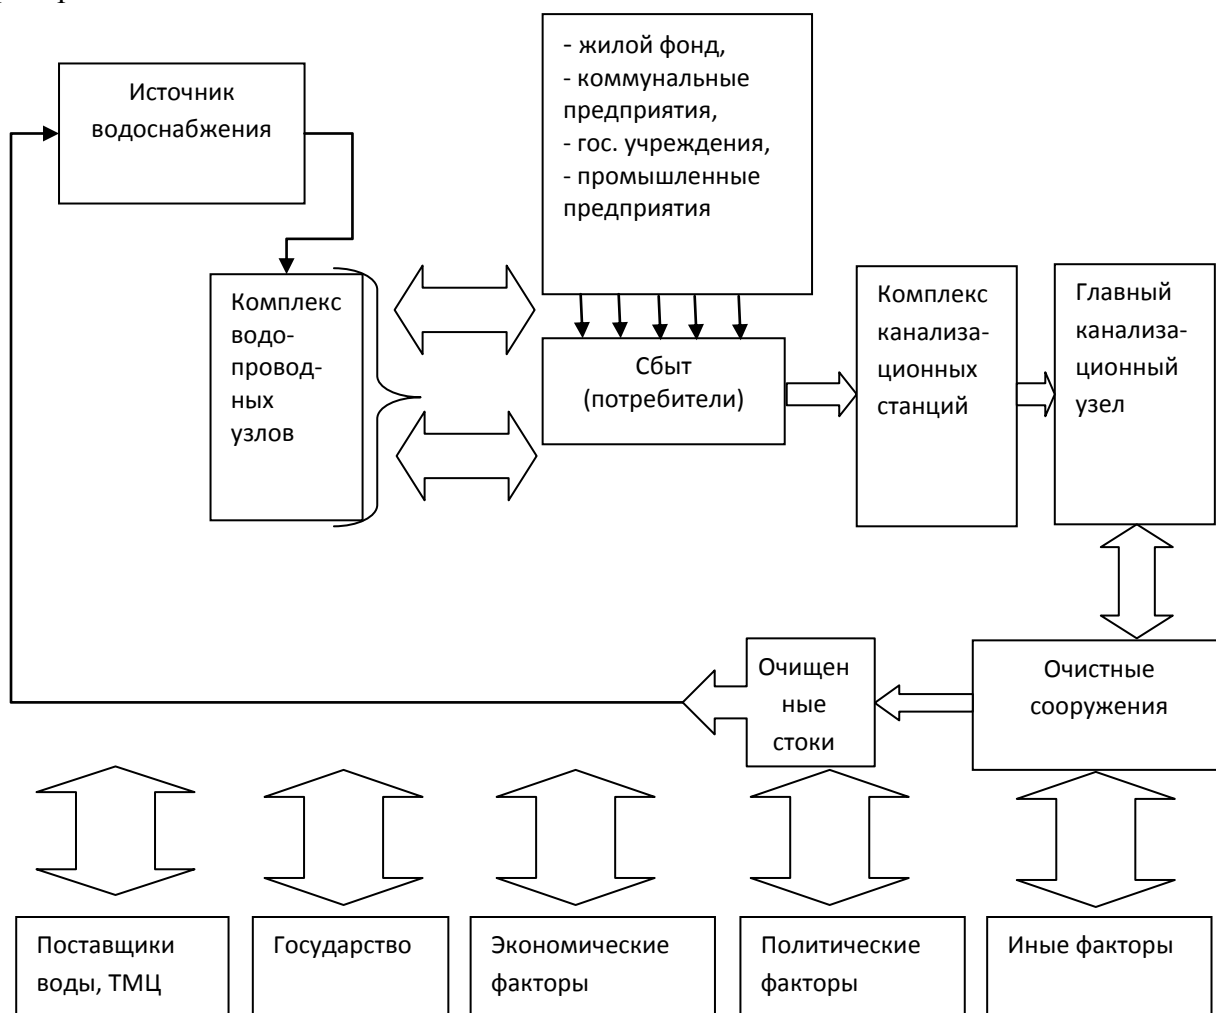 - жилой фонд,
- коммунальные
предприятия,
- гос. учреждения,
- промышленные
предприятия
Источник
водоснабжения
Комплекс
водо-
провод-
ных
узлов
Сбыт
(потребители)
Комплекс
канализа-
ционных
станций
Главный
канализа-
ционный
узел
Очищен
ные
стоки
Очистные
сооружения
Поставщики
воды, ТМЦ
Государство
Экономические
факторы
Политические
факторы
Иные факторы